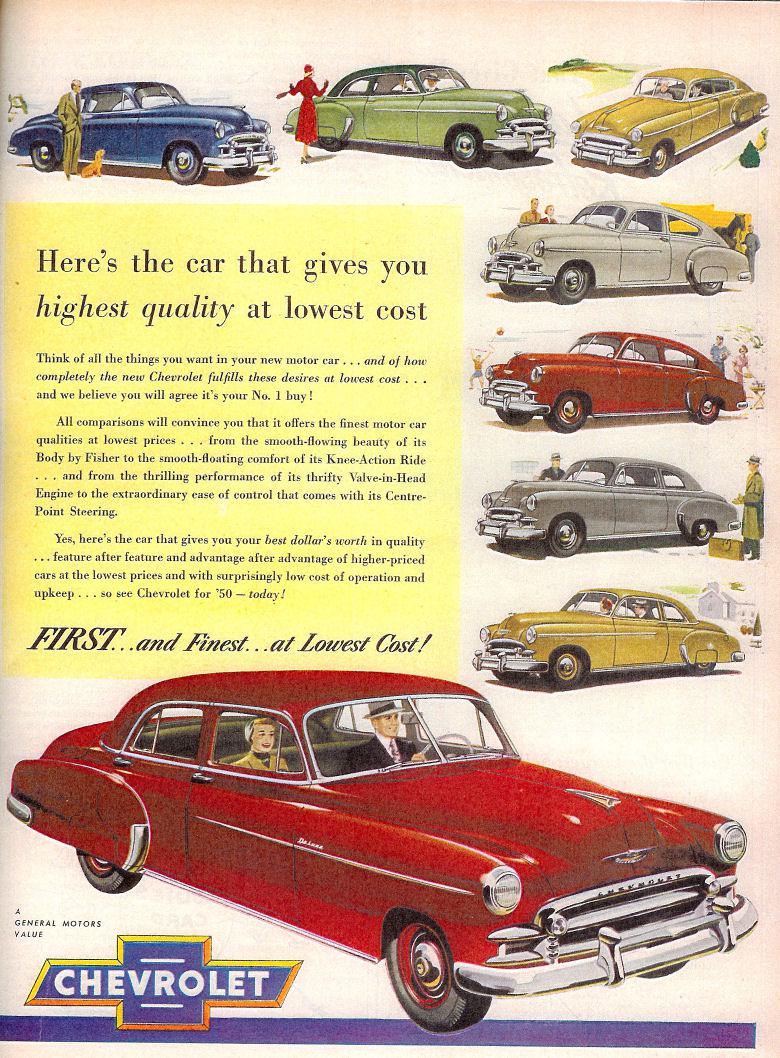 Here's the car that gives you
highest quality at lowest cost
Think of all the things you want in your new motor car . . . and of how
completely the new Chevrolet fulfills these desires at lowest cost . . .
and we believe you will agree it's your No. 1 buy!
All comparisons will convince you that it offers the finest motor car
qualities at lowest prices . . . from the smooth-flowing beauty of its
Body by Fisher to the smooth-floating comfort of its Knee-Action Ride
. . . and from the thrilling performance of its thrifty Valve-in-Head
Engine to the extraordinary ease of control that comes with its Centre-
Point Steering.
Yes, here's the car that gives you your best dollar's worth in quality
. . . feature after feature and advantage after advantage of higher-priced
cars at the lowest prices and with surprisingly low cost of operation and
upkeep . . . so see Chevrolet for '50 — today!
FIRST...and Finest...at Lowest Cost!
De Luxe
CHEVROLET
A
GENERAL MOTORS
VALUE
CHEVROLET